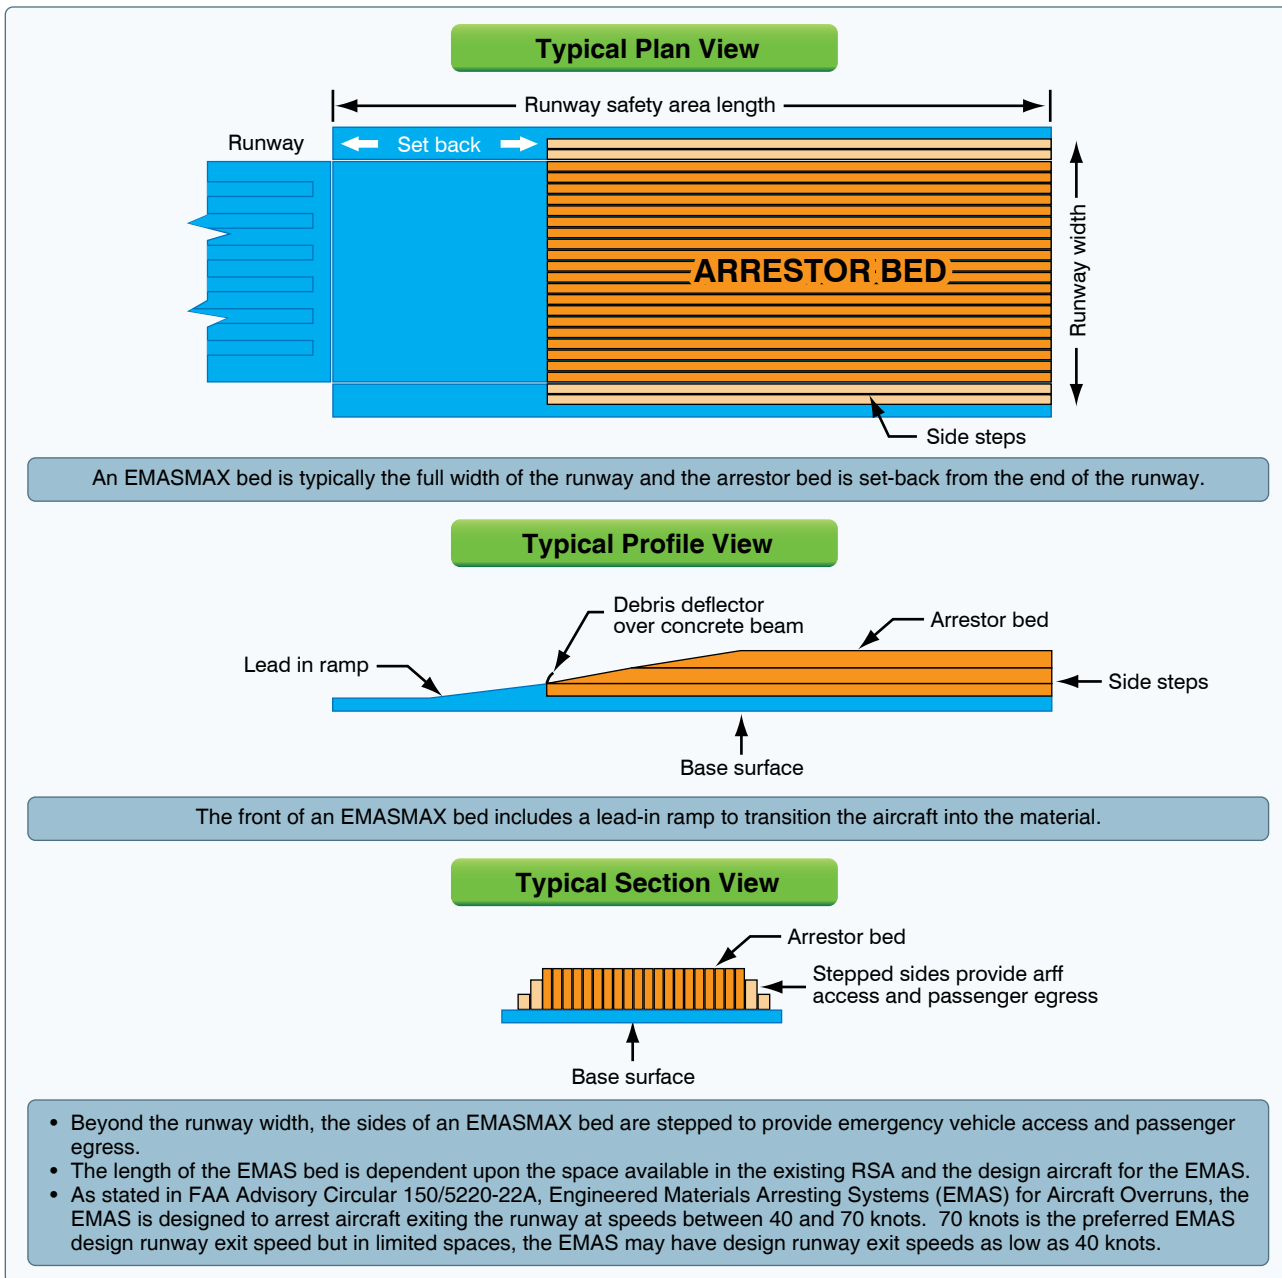 Typical Plan View
Runway safety area length
Runway
Set back
ARRESTOR BED
Runway width
Side steps
An EMASMAX bed is typically the full width of the runway and the arrestor bed is set-back from the end of the runway.
Typical Profile View
Debris deflector
over concrete beam
Arrestor bed
Lead in ramp
Side steps
Base surface
The front of an EMASMAX bed includes a lead-in ramp to transition the aircraft into the material.
Typical Section View
Arrestor bed
Stepped sides provide arff
access and passenger egress
Base surface
• Beyond the runway width, the sides of an EMASMAX bed are stepped to provide emergency vehicle access and passenger
egress.
• The length of the EMAS bed is dependent upon the space available in the existing RSA and the design aircraft for the EMAS.
• As stated in FAA Advisory Circular 150/5220-22A, Engineered Materials Arresting Systems (EMAS) for Aircraft Overruns, the
EMAS is designed to arrest aircraft exiting the runway at speeds between 40 and 70 knots.  70 knots is the preferred EMAS
design runway exit speed but in limited spaces, the EMAS may have design runway exit speeds as low as 40 knots.